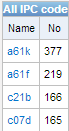 All IPC code
Name No
a61k 377
a61f 219
c21b 166
c07d 165